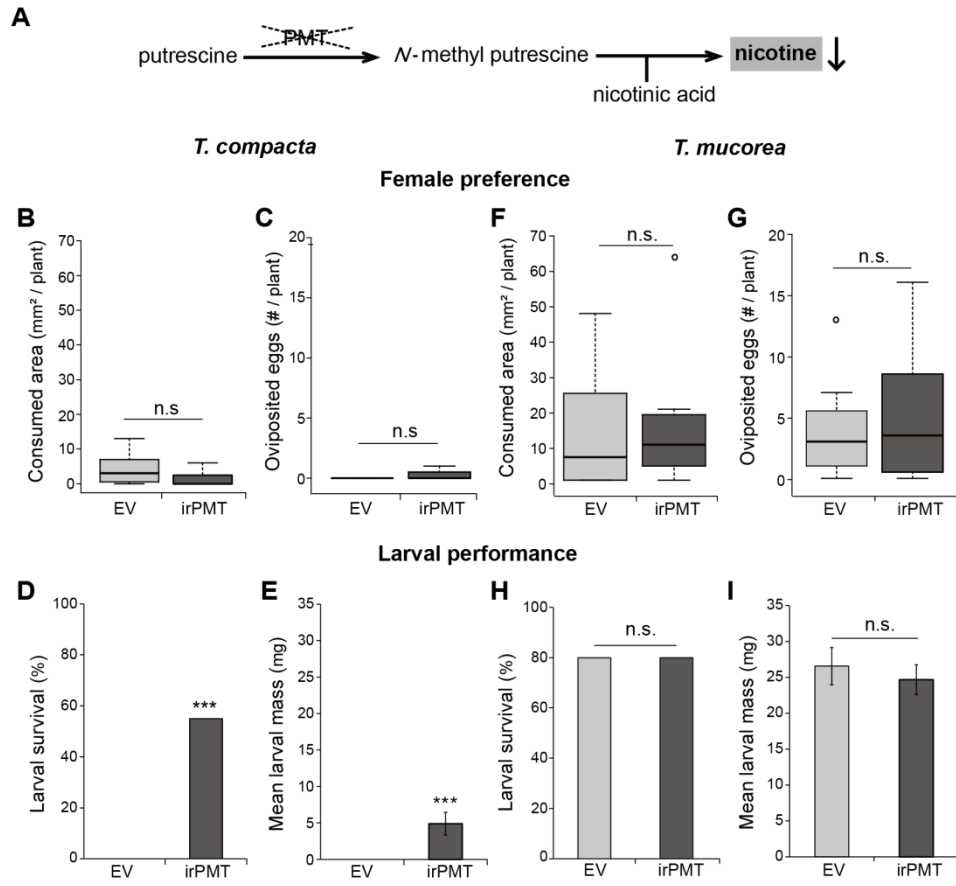 A
putrescine PMT N-methyl putrescine nicotine
nicotinic acid
T. compacta T. mucorea
Female preference
B
Consumed area (mm² / plant)
70
60
50
40
30
20
10
0
n.s
EV irPMT
C
Oviposited eggs (# / plant)
20
15
10
5
0
n.s
EV irPMT
F
Consumed area (mm² / plant)
70
60
50
40
30
20
10
0
n.s.
EV irPMT
G
Oviposited eggs (# / plant)
20
15
10
5
0
n.s.
EV irPMT
Larval performance
D
Larval survival (%)
100
80
60
40
20
0
***
EV irPMT
E
Mean larval mass (mg)
35
30
25
20
15
10
5
0
***
EV irPMT
H
Larval survival (%)
100
80
60
40
20
0
n.s.
EV irPMT
I
Mean larval mass (mg)
35
30
25
20
15
10
5
0
n.s.
EV irPMT